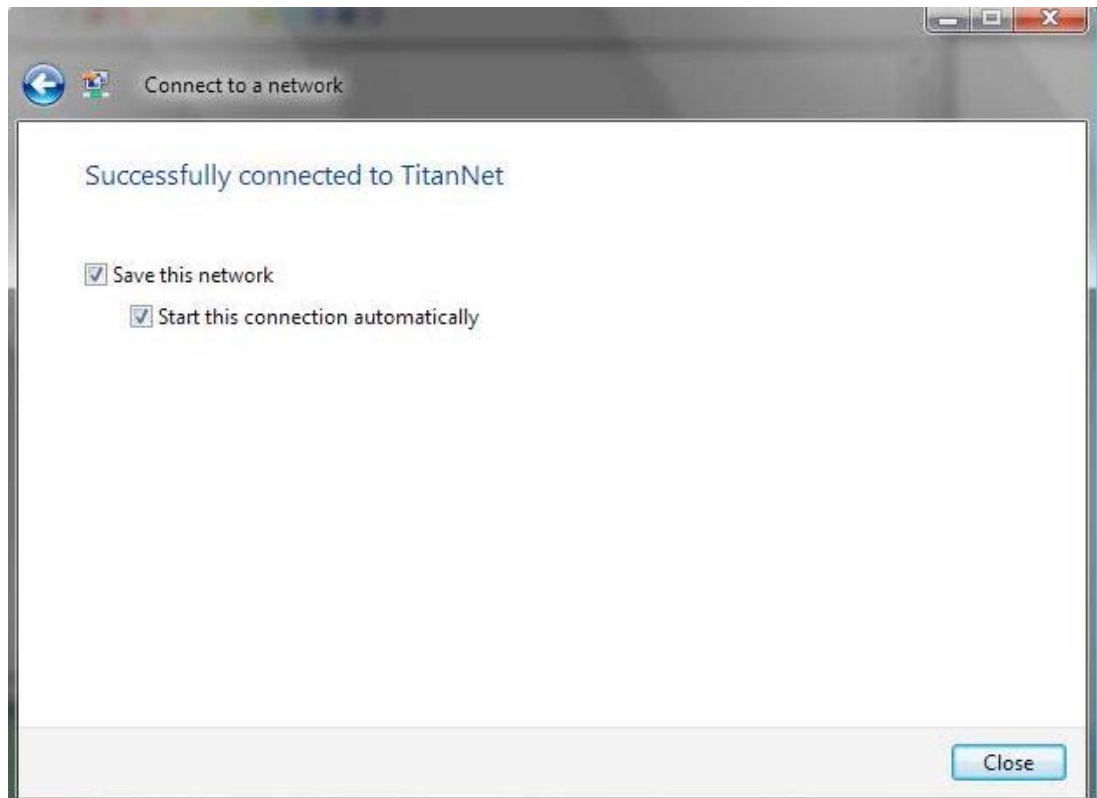 Connect to a network
Successfully connected to TitanNet
Save this network
Start this connection automatically
Close